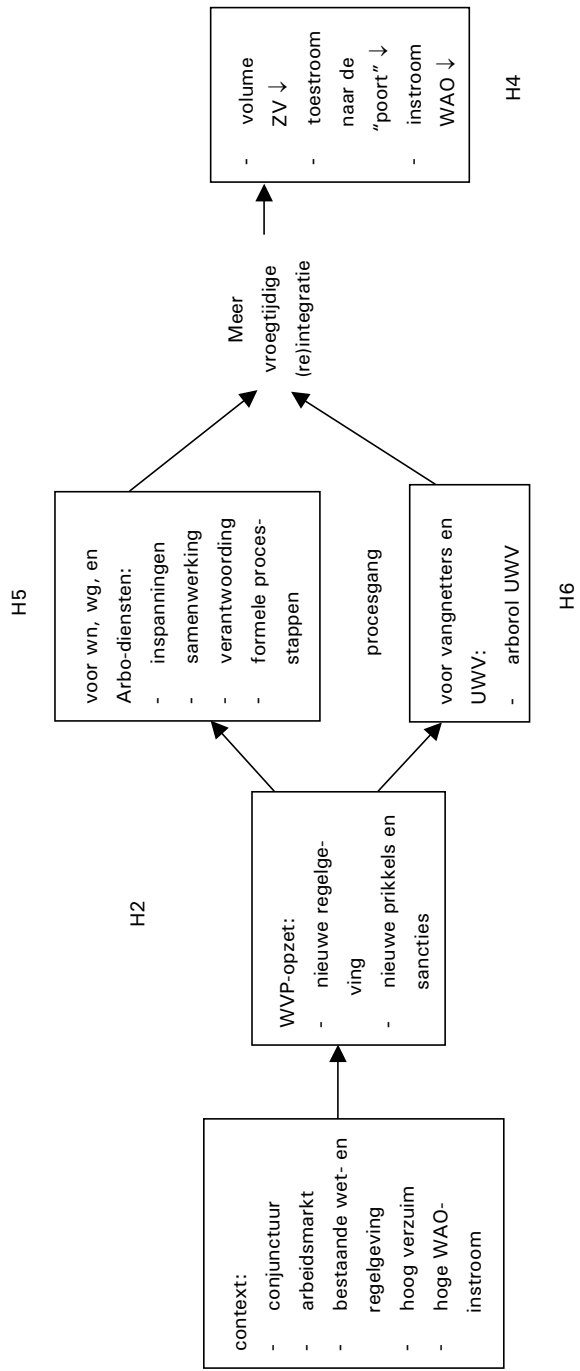 context:
- conjunctuur
- arbeidsmarkt
- bestaande wet- en
regelgeving
- hoog verzuim
- hoge WAO-
instroom
H2
WVP-opzet:
- nieuwe regelge-
ving
- nieuwe prikkels en
sancties
H5
voor wn, wg, en
Arbo-diensten:
- inspanningen
- samenwerking
- verantwoording
- formele proces-
stappen
procesgang
voor vangnetters en
UWV:
- arborol UWV
H6
Meer
vroegtijdige
(re)integratie
- volume
ZV ↓
- toestroom
naar de
“poort” ↓
- instroom
WAO ↓
H4